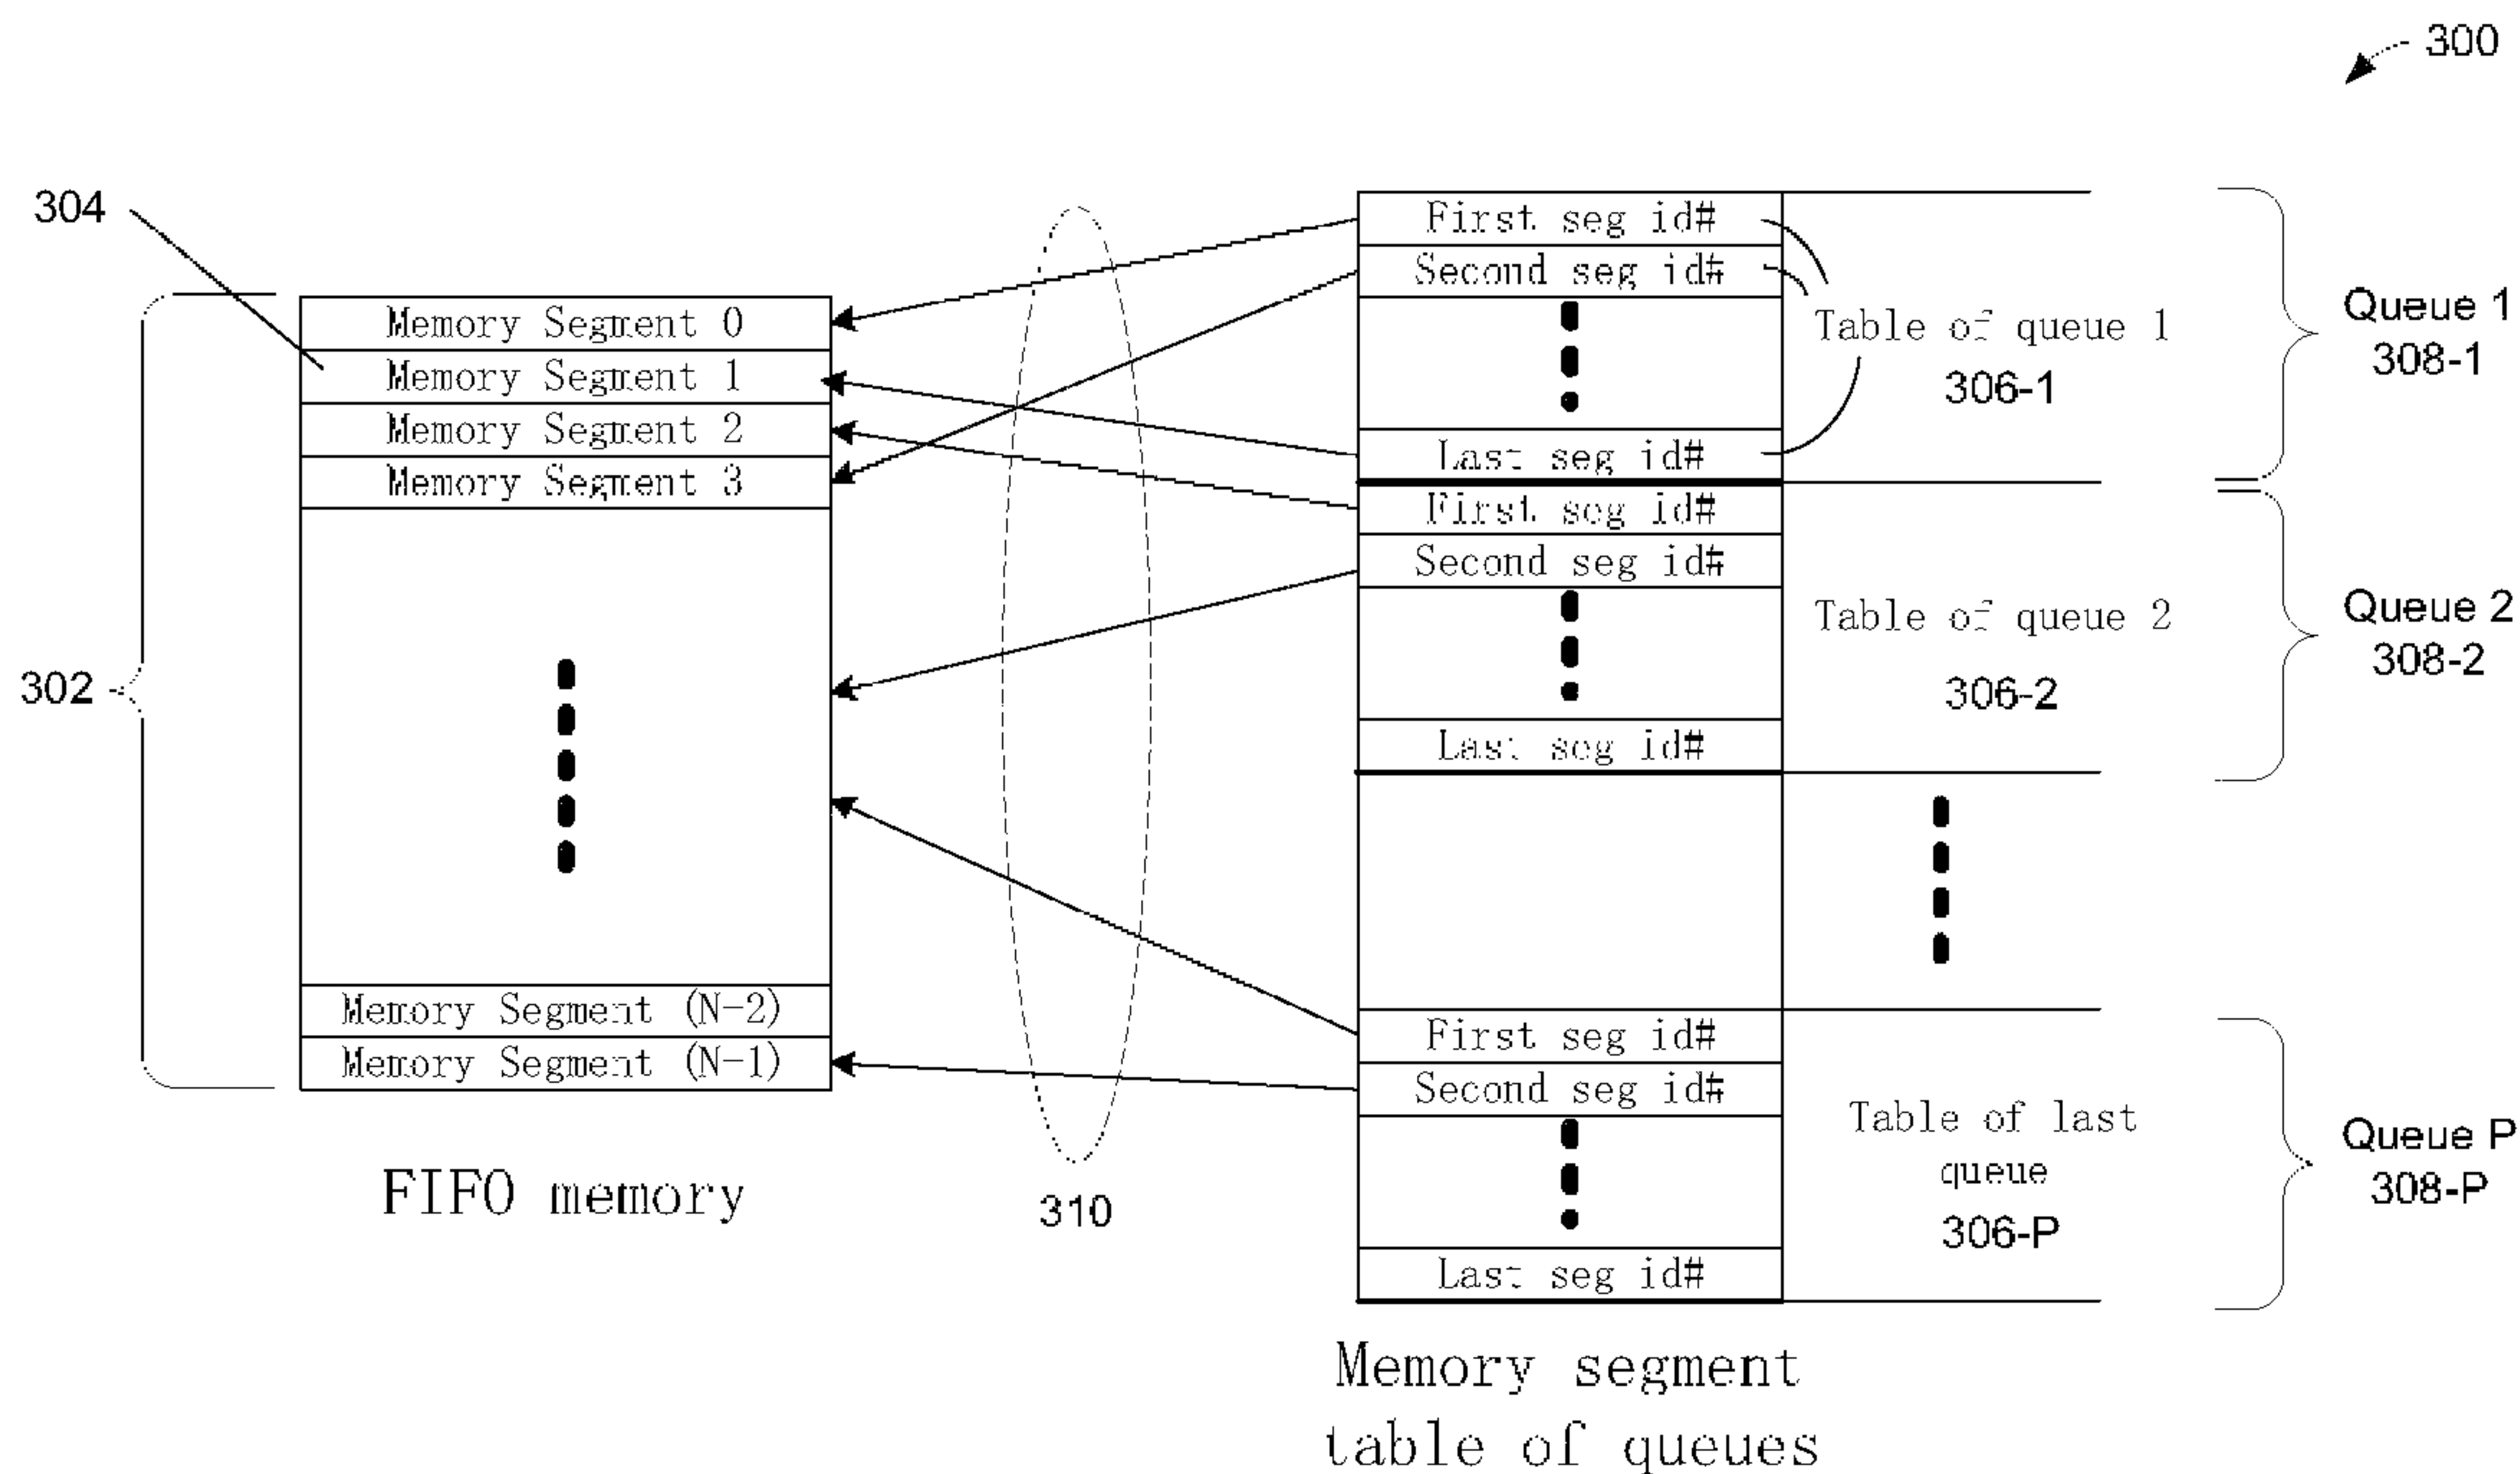 300
304
302
Memory Segment 0
Memory Segment 1
Memory Segment 2
Memory Segment 3
Memory Segment (N-2)
Memory Segment (N-1)
FIFO memory
310
First seg id#
Second seg id#
Last seg id#
Table of queue 1
306-1
Queue 1
308-1
First seg id#
Second seg id#
Last seg id#
Table of queue 2
306-2
Queue 2
308-2
First seg id#
Second seg id#
Last seg id#
Table of last
queue
306-P
Queue P
308-P
Memory segment
table of queues